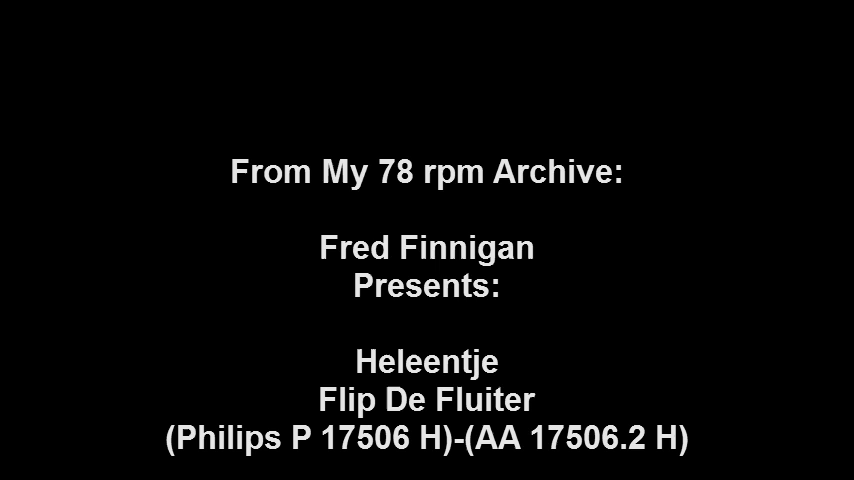 From My 78 rpm Archive:
Fred Finnigan
Presents:
Heleentje
Flip De Fluiter
(Philips P 17506 H)-(AA 17506.2 H)